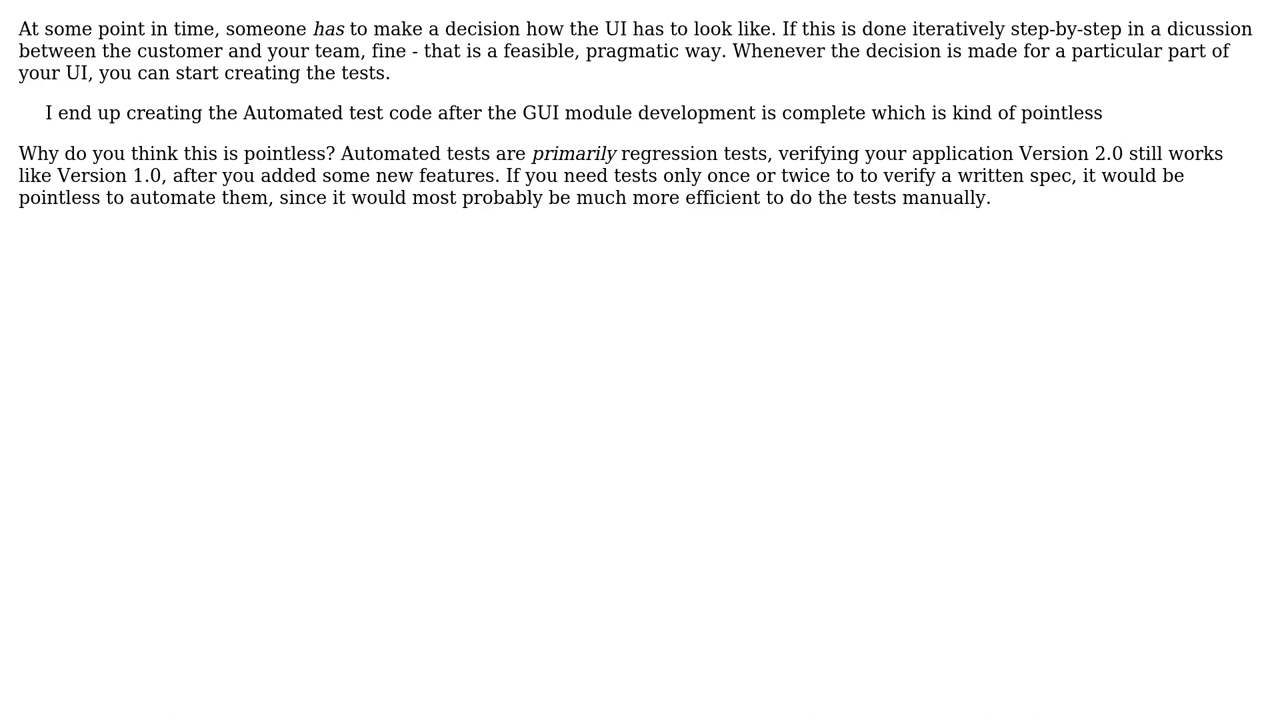 At some point in time, someone has to make a decision how the UI has to look like. If this is done iteratively step-by-step in a dicussion
between the customer and your team, fine - that is a feasible, pragmatic way. Whenever the decision is made for a particular part of
your UI, you can start creating the tests.
I end up creating the Automated test code after the GUI module development is complete which is kind of pointless
Why do you think this is pointless? Automated tests are primarily regression tests, verifying your application Version 2.0 still works
like Version 1.0, after you added some new features. If you need tests only once or twice to to verify a written spec, it would be
pointless to automate them, since it would most probably be much more efficient to do the tests manually.